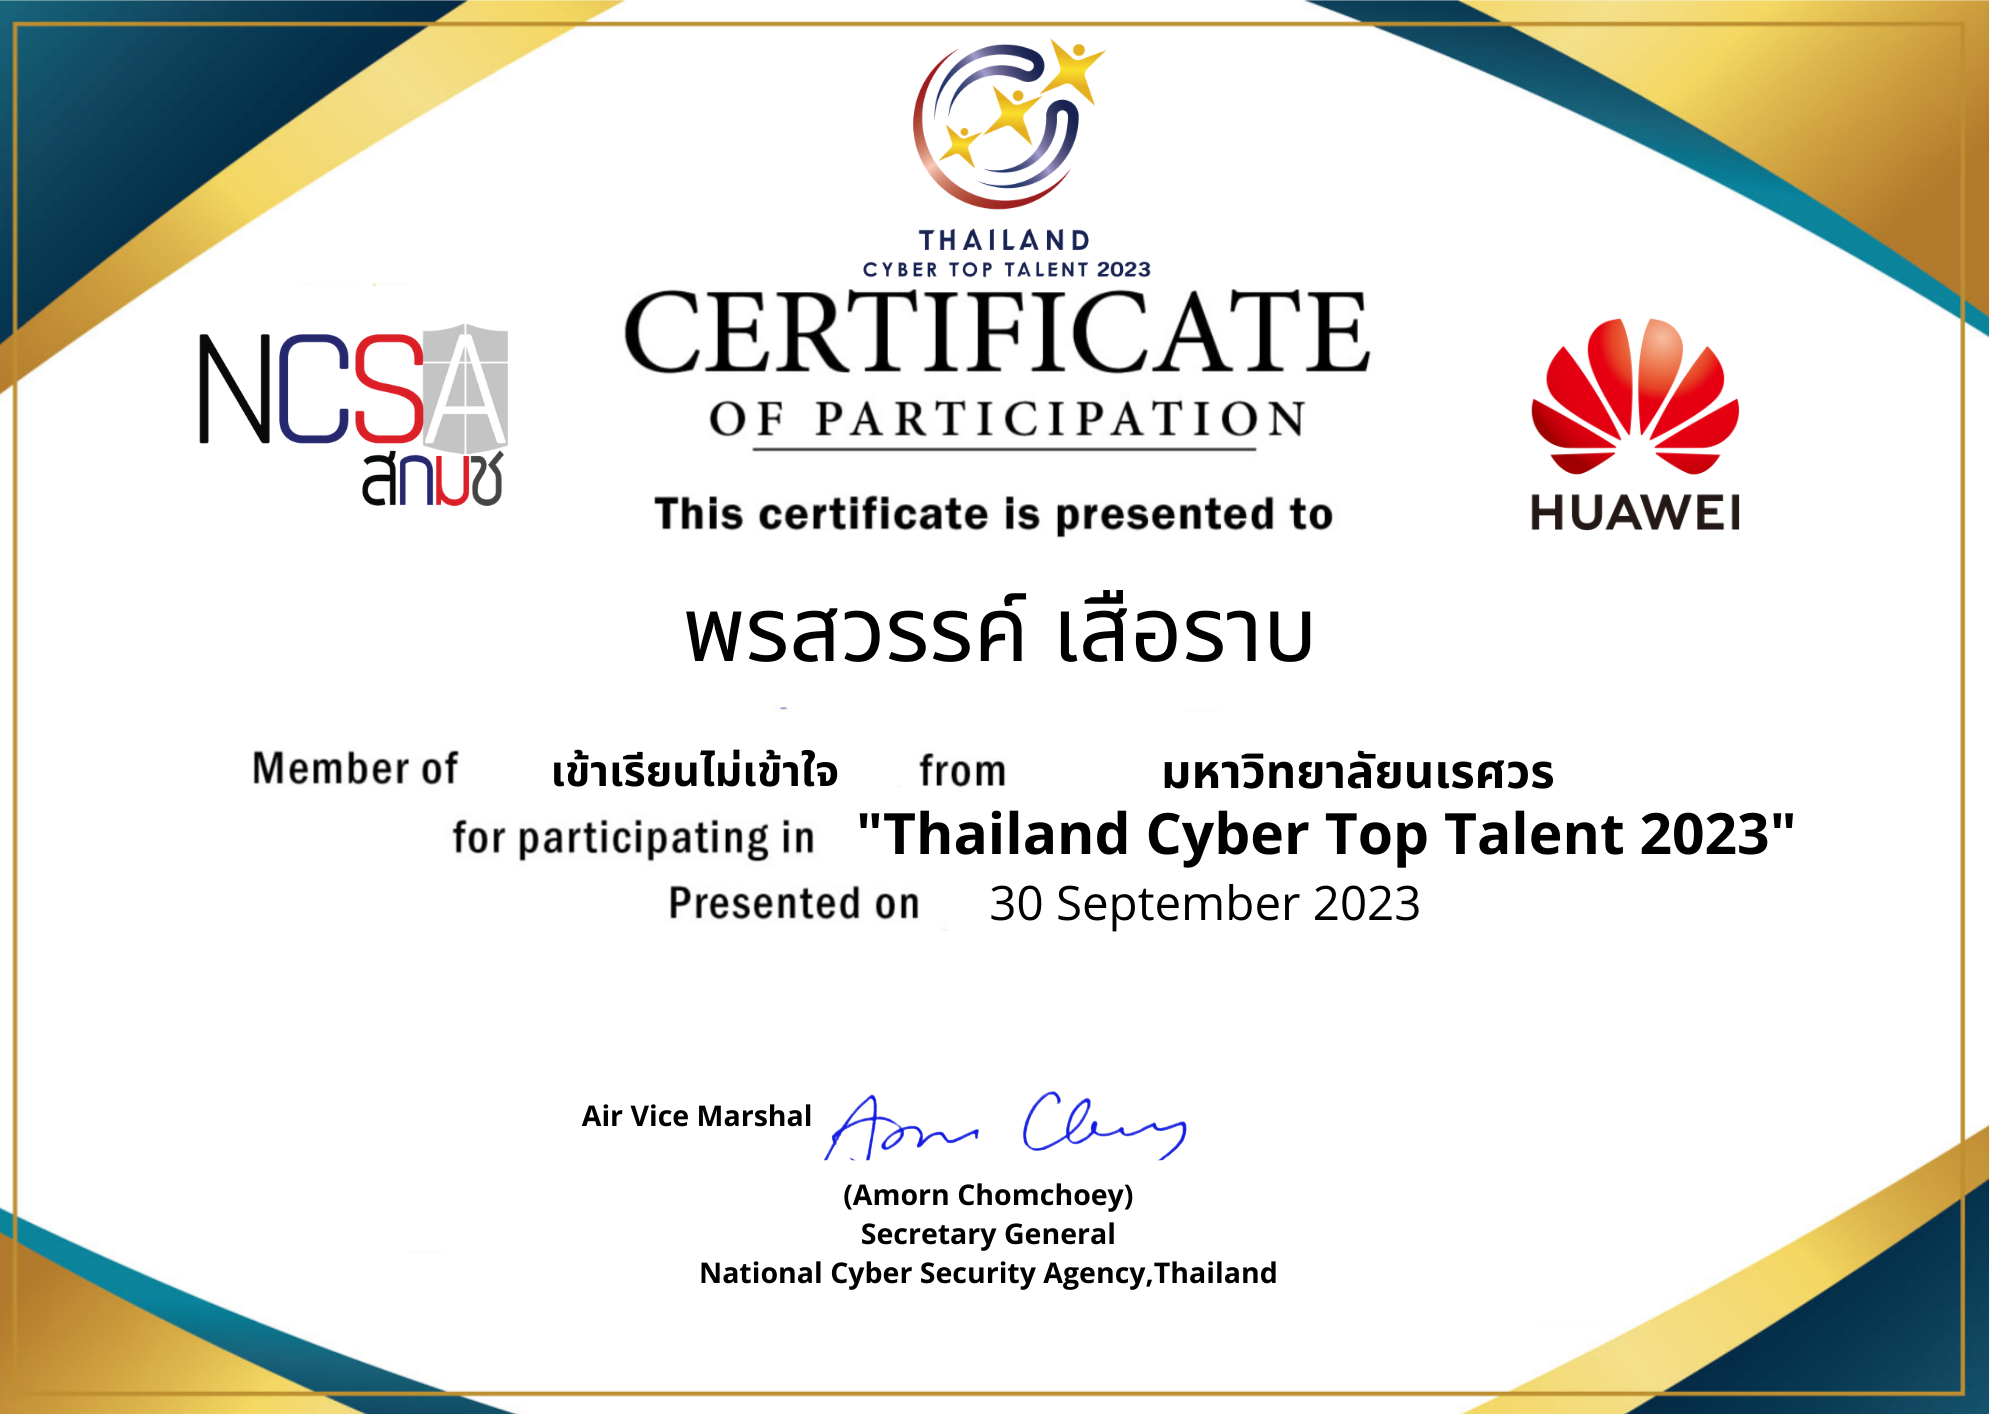 THAILAND
CYBER TOP TALENT 2023
CERTIFICATE
OF PARTICIPATION
NCSA
สกมช
HUAWEI
This certificate is presented to
พรสวรรค์ เสือราบ
Member of เข้าเรียนไม่เข้าใจ from มหาวิทยาลัยนเรศวร
for participating in "Thailand Cyber Top Talent 2023"
Presented on 30 September 2023
Air Vice Marshal
(Amorn Chomchoey)
Secretary General
National Cyber Security Agency,Thailand